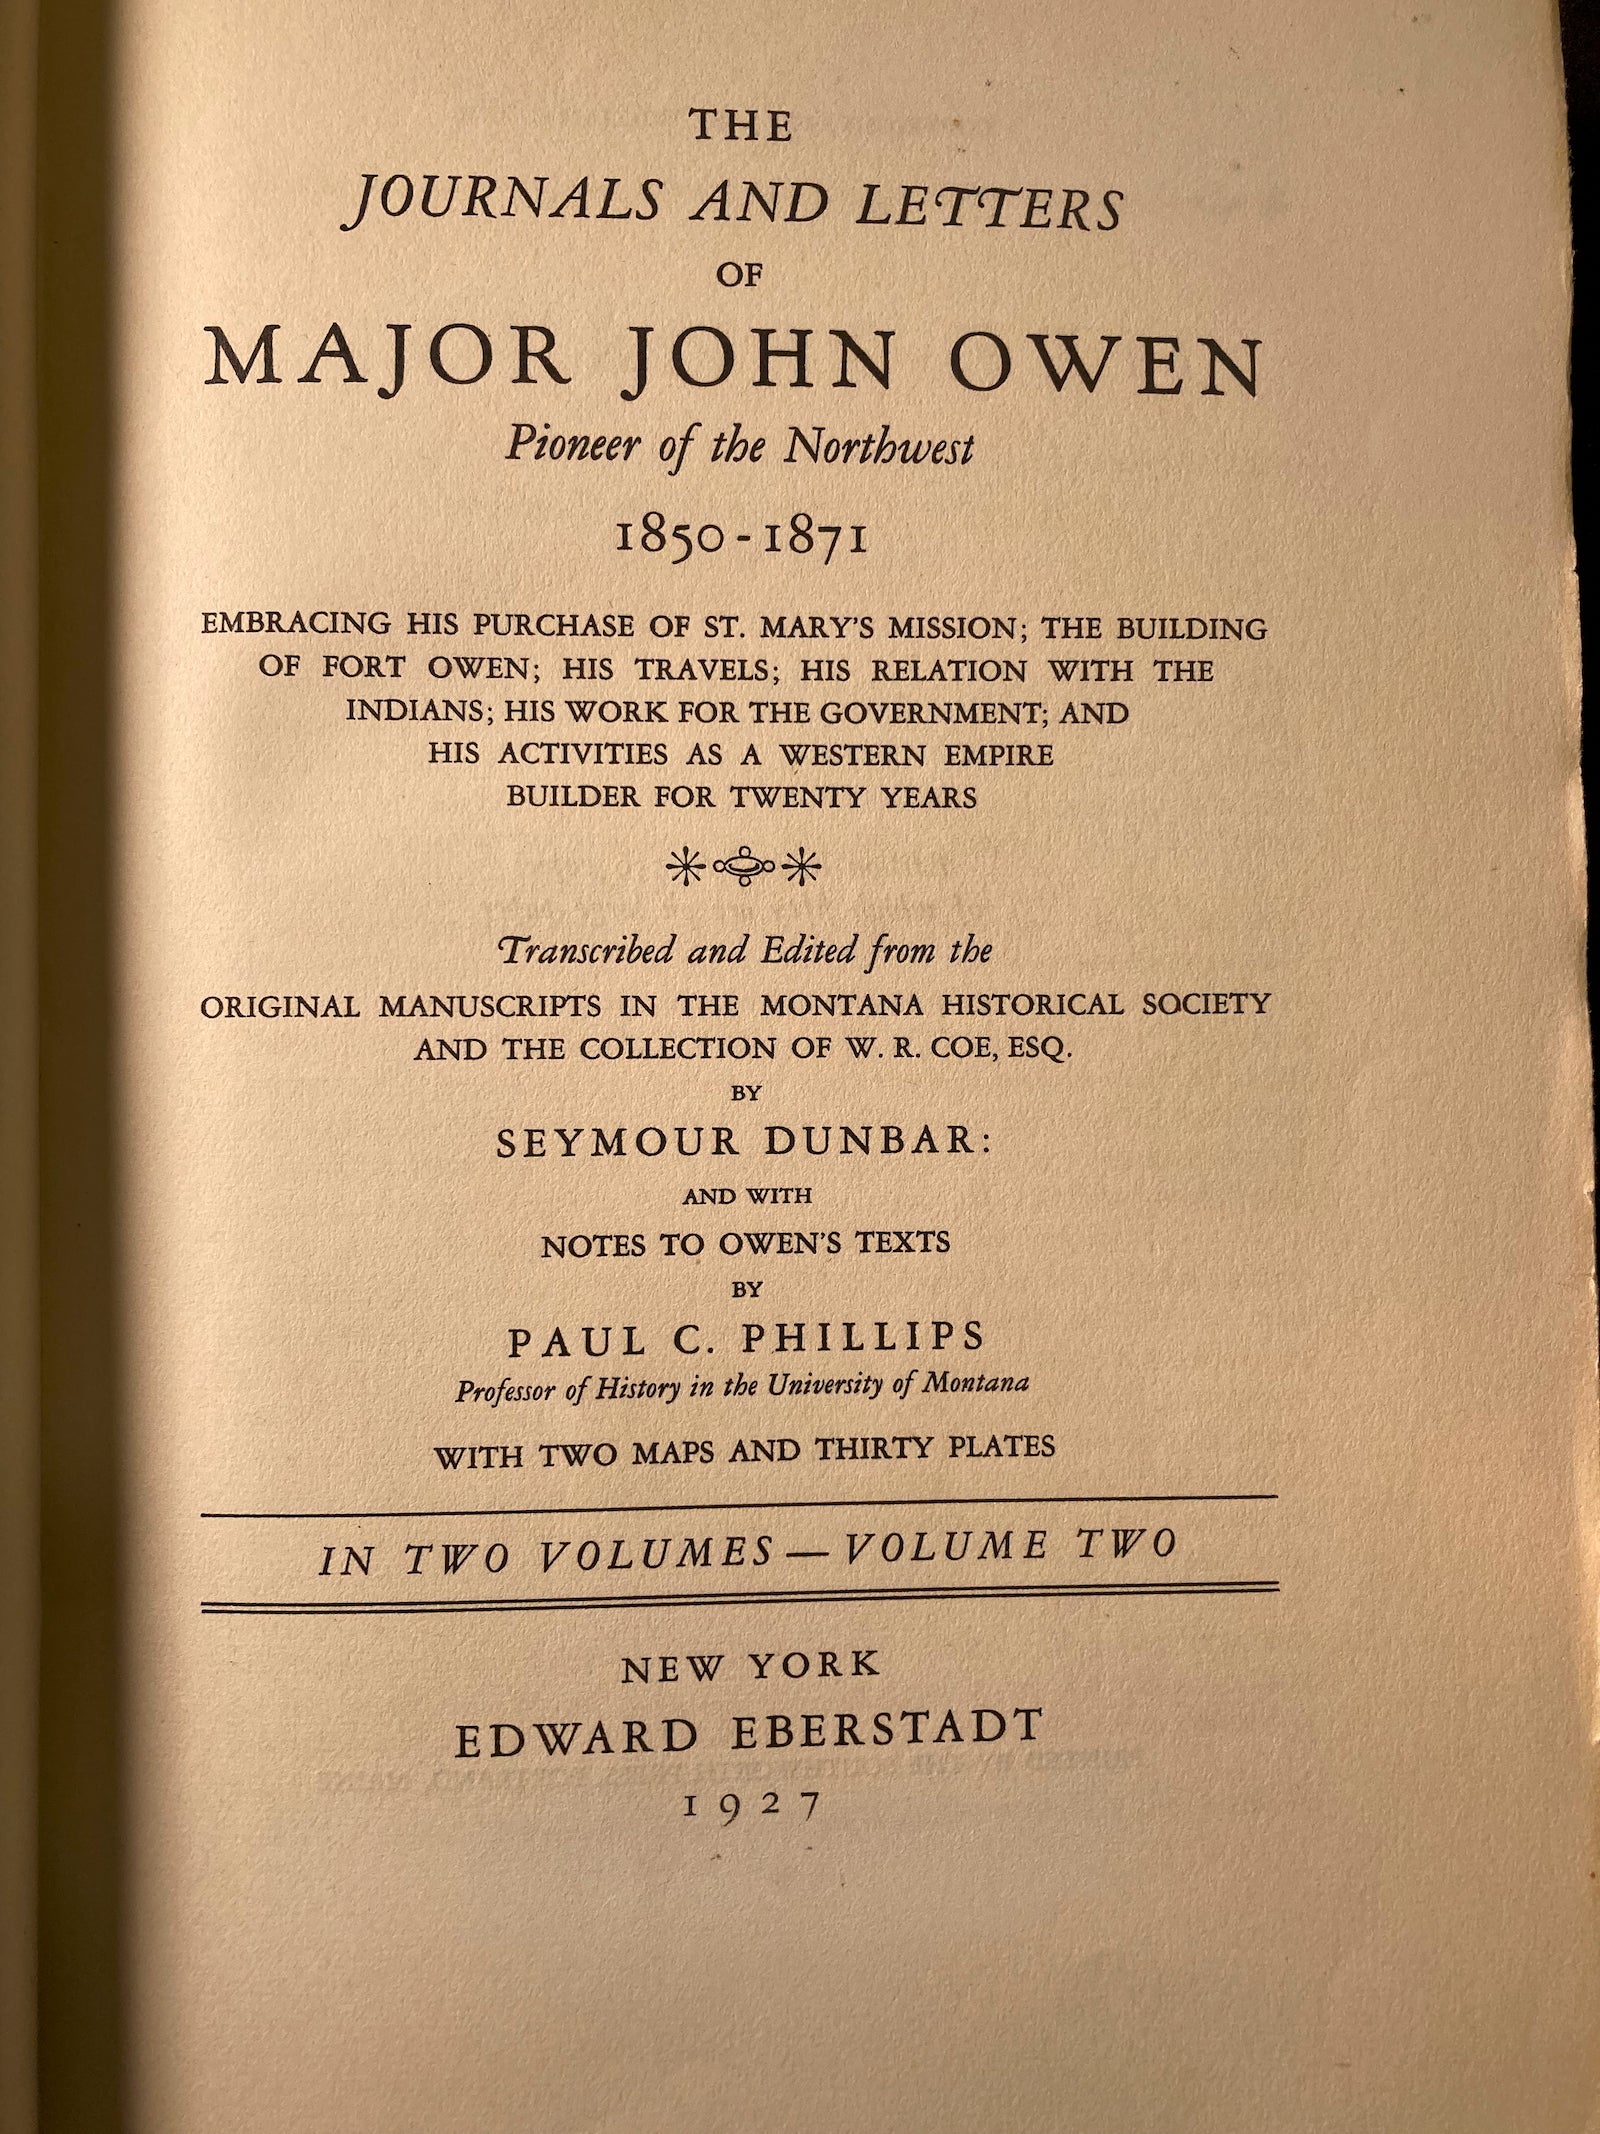 THE
JOURNALS AND LETTERS
OF
MAJOR JOHN OWEN
Pioneer of the Northwest
1850-1871
EMBRACING HIS PURCHASE OF ST. MARY'S MISSION; THE BUILDING
OF FORT OWEN; HIS TRAVELS; HIS RELATION WITH THE
INDIANS; HIS WORK FOR THE GOVERNMENT; AND
HIS ACTIVITIES AS A WESTERN EMPIRE
BUILDER FOR TWENTY YEARS
Transcribed and Edited from the
ORIGINAL MANUSCRIPTS IN THE MONTANA HISTORICAL SOCIETY
AND THE COLLECTION OF W. R. COE, ESQ.
BY
SEYMOUR DUNBAR:
AND WITH
NOTES TO OWEN'S TEXTS
BY
PAUL C. PHILLIPS
Professor of History in the University of Montana
WITH TWO MAPS AND THIRTY PLATES
IN TWO VOLUMES — VOLUME TWO
NEW YORK
EDWARD EBERSTADT
1927